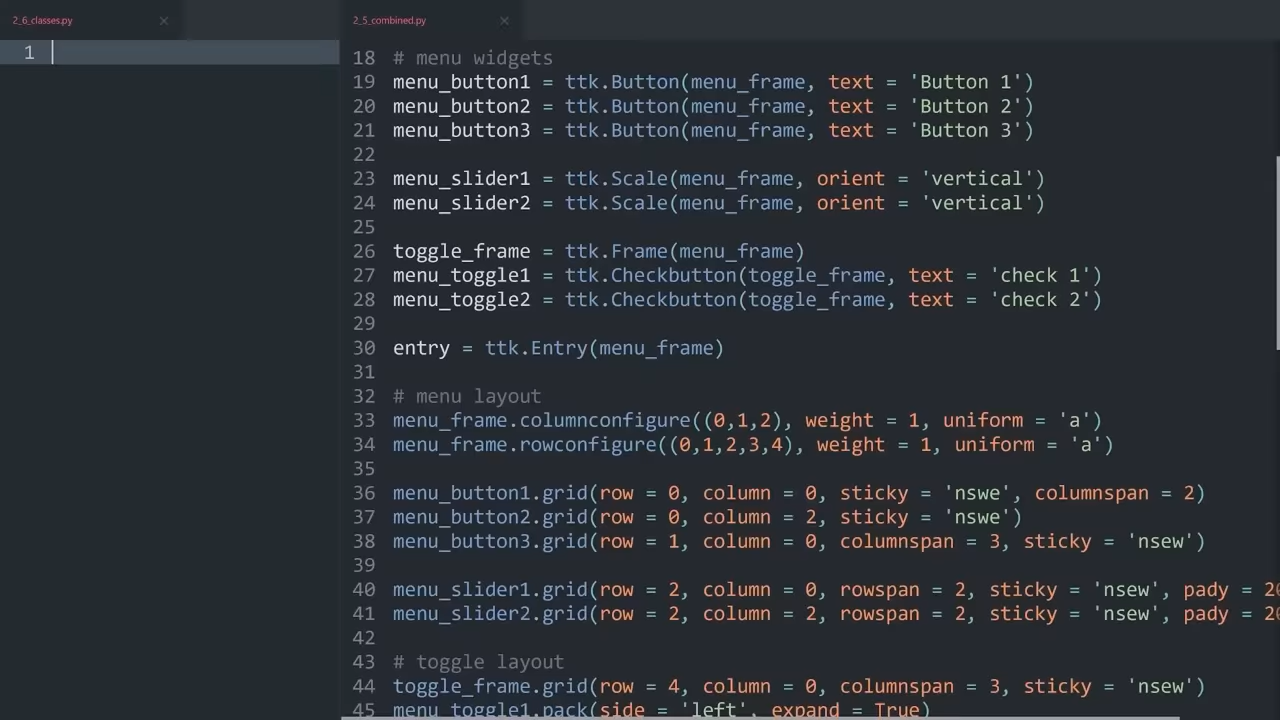 2_6_classes.py ×
1
2_5_combined.py ×
18 # menu widgets
19 menu_button1 = ttk.Button(menu_frame, text = 'Button 1')
20 menu_button2 = ttk.Button(menu_frame, text = 'Button 2')
21 menu_button3 = ttk.Button(menu_frame, text = 'Button 3')
22
23 menu_slider1 = ttk.Scale(menu_frame, orient = 'vertical')
24 menu_slider2 = ttk.Scale(menu_frame, orient = 'vertical')
25
26 toggle_frame = ttk.Frame(menu_frame)
27 menu_toggle1 = ttk.Checkbutton(toggle_frame, text = 'check 1')
28 menu_toggle2 = ttk.Checkbutton(toggle_frame, text = 'check 2')
29
30 entry = ttk.Entry(menu_frame)
31
32 # menu layout
33 menu_frame.columnconfigure((0,1,2), weight = 1, uniform = 'a')
34 menu_frame.rowconfigure((0,1,2,3,4), weight = 1, uniform = 'a')
35
36 menu_button1.grid(row = 0, column = 0, sticky = 'nswe', columnspan = 2)
37 menu_button2.grid(row = 0, column = 2, sticky = 'nswe')
38 menu_button3.grid(row = 1, column = 0, columnspan = 3, sticky = 'nsew')
39
40 menu_slider1.grid(row = 2, column = 0, rowspan = 2, sticky = 'nsew', pady = 20
41 menu_slider2.grid(row = 2, column = 2, rowspan = 2, sticky = 'nsew', pady = 20
42
43 # toggle layout
44 toggle_frame.grid(row = 4, column = 0, columnspan = 3, sticky = 'nsew')
45 menu_toggle1.pack(side = 'left', expand = True)